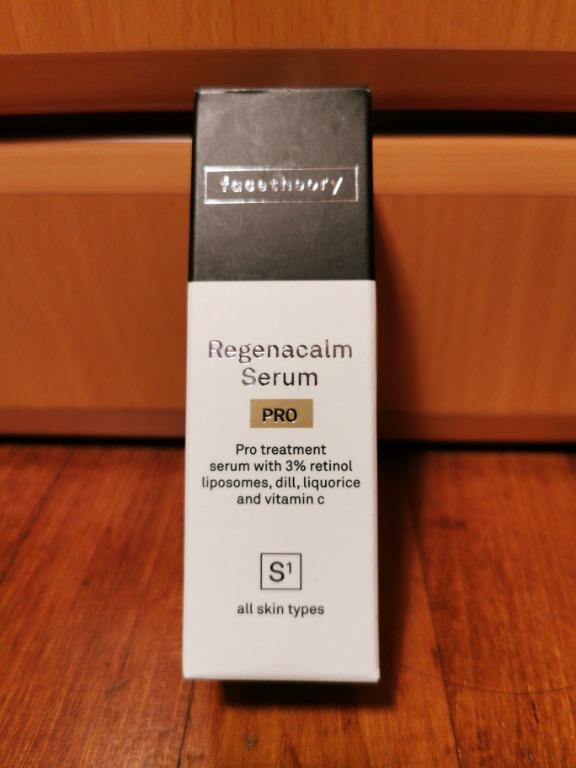 facetheory
Regenacalm
Serum
PRO
Pro treatment
serum with 3% retinol
liposomes, dill, liquorice
and vitamin c
S¹
all skin types